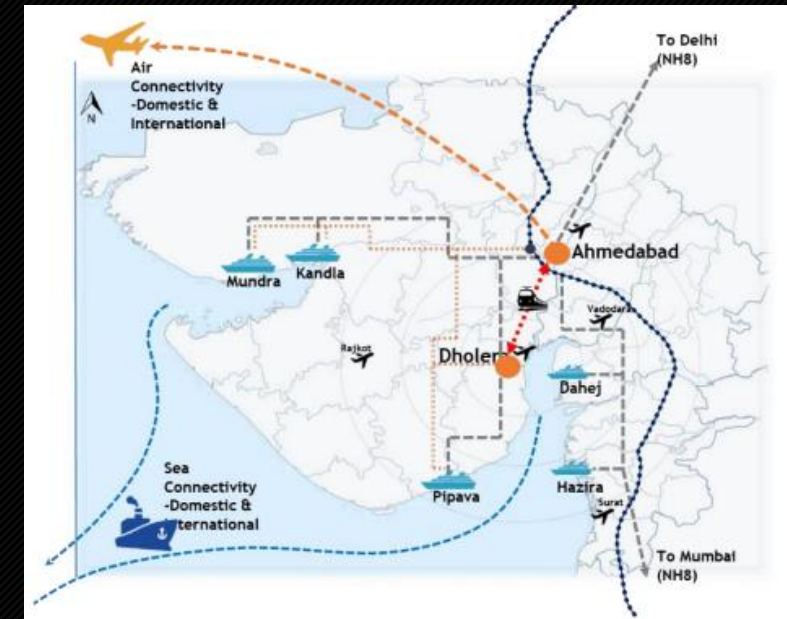 Air
Connectivity
-Domestic &
International
N
To Delhi
(NH8)
Ahmedabad
Mundra
Kandla
Vadodara
Rajkot
Dholer
Dahej
Pipava
Hazira
Surat
Sea
Connectivity
-Domestic &
International
To Mumbai
(NH8)